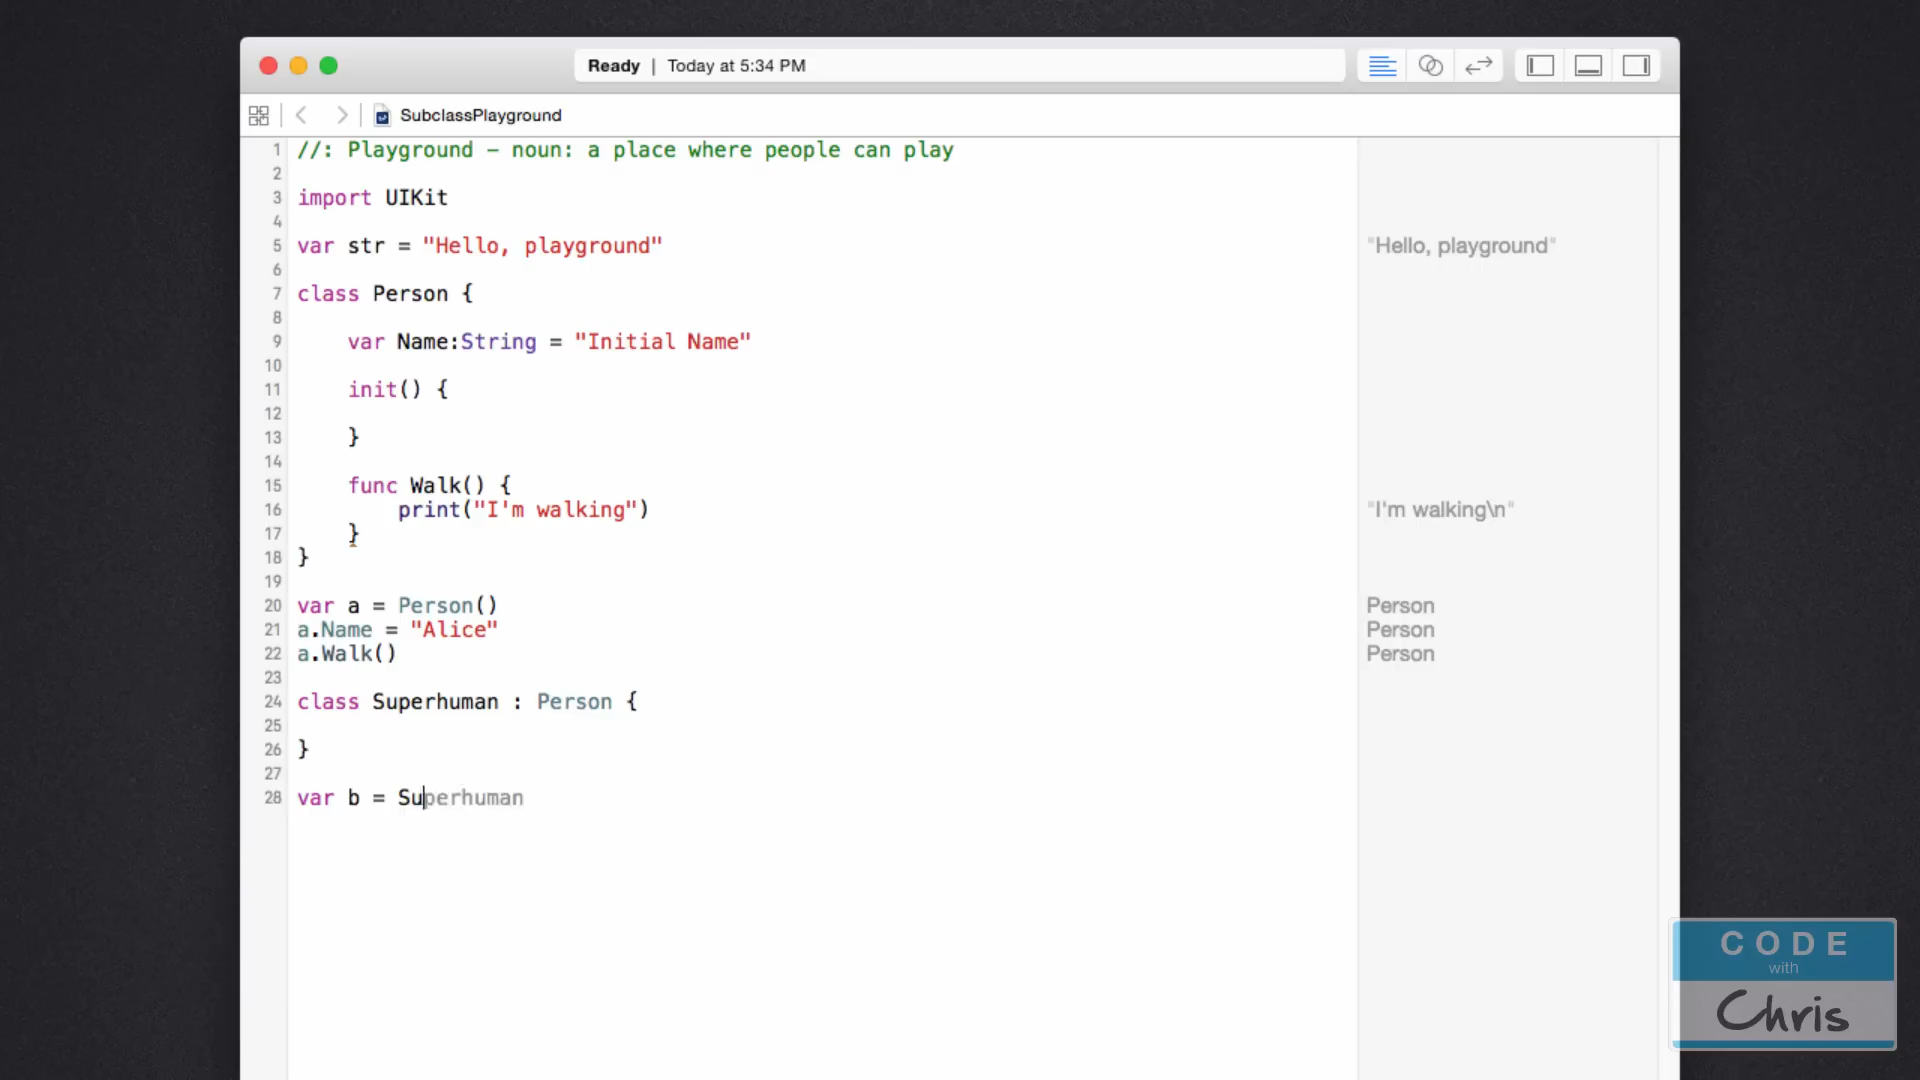 Ready | Today at 5:34 PM
SubclassPlayground
1 //: Playground - noun: a place where people can play
2
3 import UIKit
4
5 var str = "Hello, playground" "Hello, playground"
6
7 class Person {
8
9 var Name:String = "Initial Name"
10
11 init() {
12
13 }
14
15 func Walk() {
16 print("I'm walking") "I'm walking\n"
17 }
18 }
19
20 var a = Person() Person
21 a.Name = "Alice" Person
22 a.Walk() Person
23
24 class Superhuman : Person {
25
26 }
27
28 var b = Superhuman
CODE
with
Chris